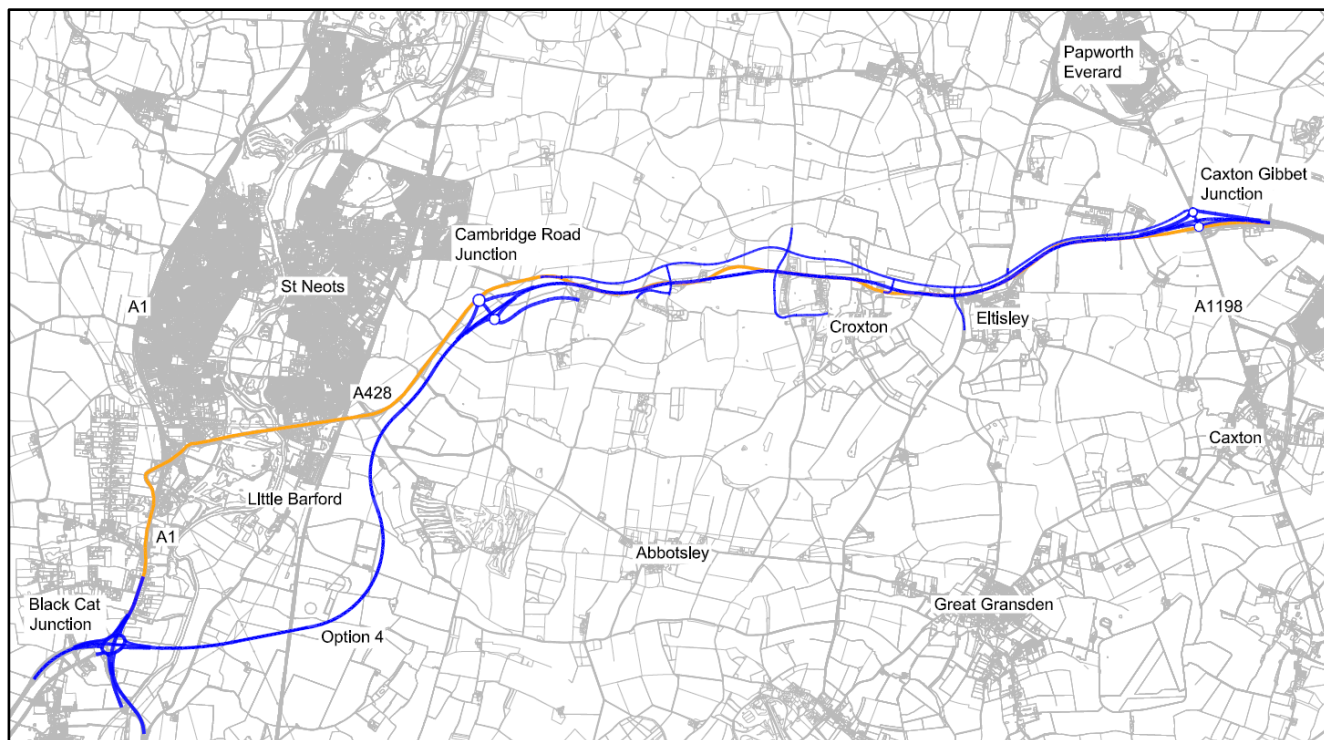 Papworth
Everard
Caxton Gibbet
Junction
Cambridge Road
Junction
St Neots
A1
A1198
Eltisley
Croxton
A428
Caxton
LIttle Barford
A1
Abbotsley
Black Cat
Junction
Great Gransden
Option 4